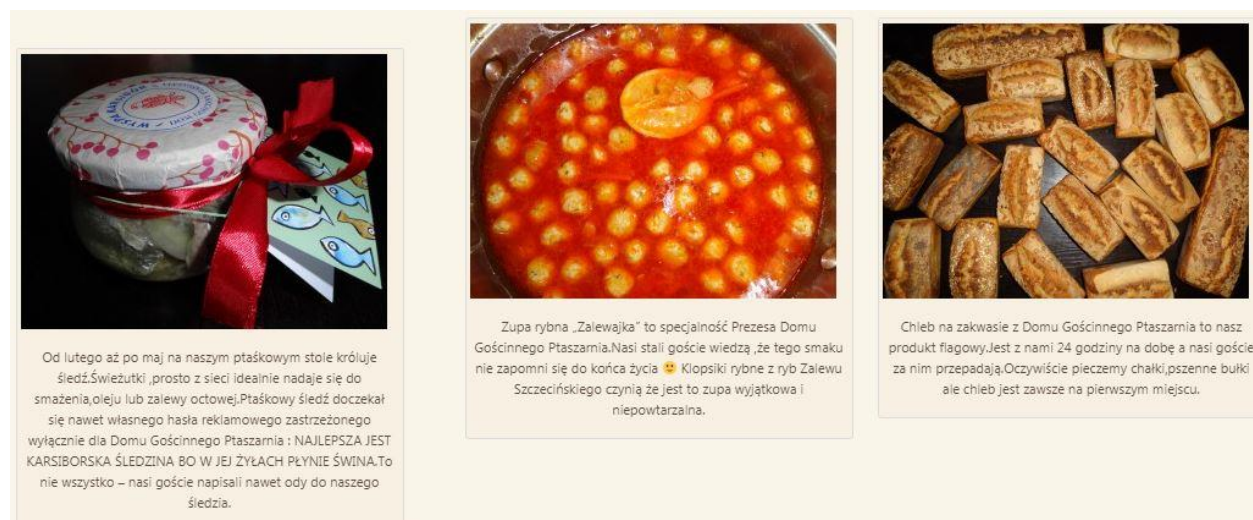 WYSPA KARSIBÓR
Od lutego aż po maj na naszym ptaśkowym stole króluje
śledź.Świeżutki ,prosto z sieci idealnie nadaje się do
smażenia,oleju lub zalewy octowej.Ptaśkowy śledź doczekał
się nawet własnego hasła reklamowego zastrzeżonego
wyłącznie dla Domu Gościnnego Ptaszarnia : NAJLEPSZA JEST
KARSIBORSKA ŚLEDZINA BO W JEJ ŻYŁACH PŁYNIE ŚWINA.To
nie wszystko – nasi goście napisali nawet ody do naszego
śledzia.
Zupa rybna „Zalewajka” to specjalność Prezesa Domu
Gościnnego Ptaszarnia.Nasi stali goście wiedzą ,że tego smaku
nie zapomni się do końca życia 🙂 Klopsiki rybne z ryb Zalewu
Szczecińskiego czynią że jest to zupa wyjątkowa i
niepowtarzalna.
Chleb na zakwasie z Domu Gościnnego Ptaszarnia to nasz
produkt flagowy.Jest z nami 24 godziny na dobę a nasi goście
za nim przepadają.Oczywiście pieczemy chałki,pszenne bułki
ale chleb jest zawsze na pierwszym miejscu.